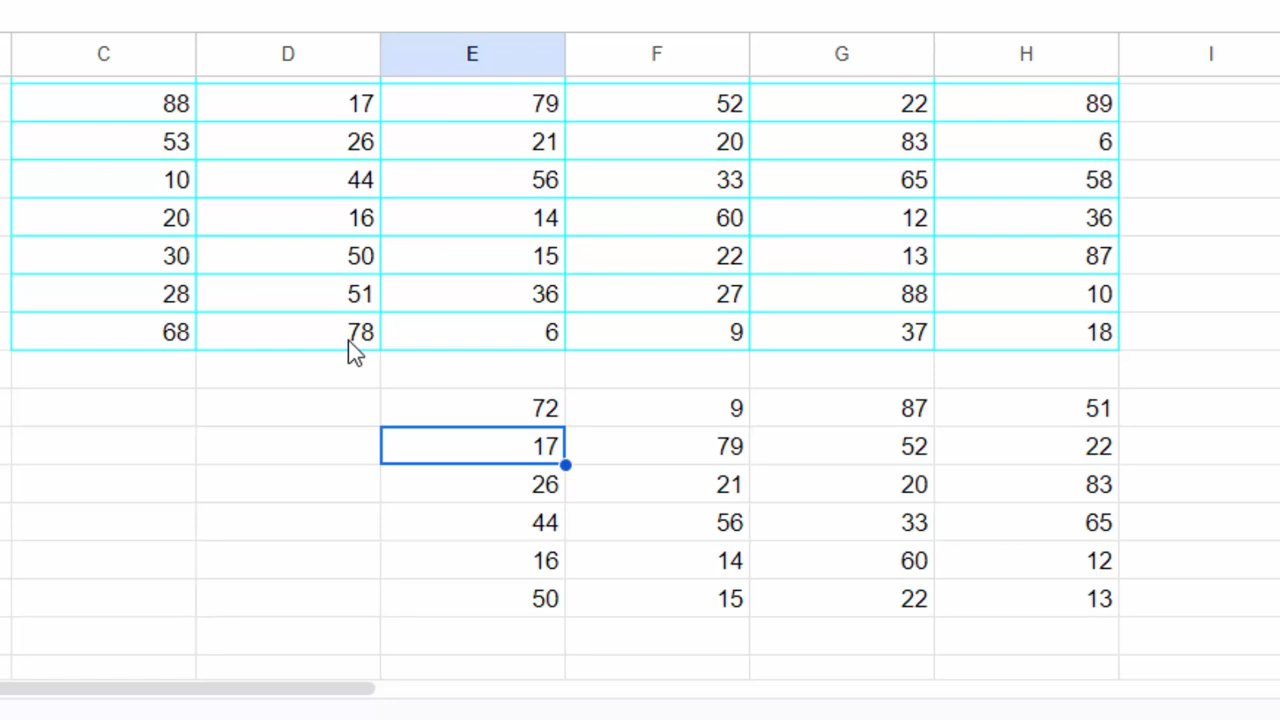 C D E F G H I
88 17 79 52 22 89
53 26 21 20 83 6
10 44 56 33 65 58
20 16 14 60 12 36
30 50 15 22 13 87
28 51 36 27 88 10
68 78 6 9 37 18
72 9 87 51
17 79 52 22
26 21 20 83
44 56 33 65
16 14 60 12
50 15 22 13